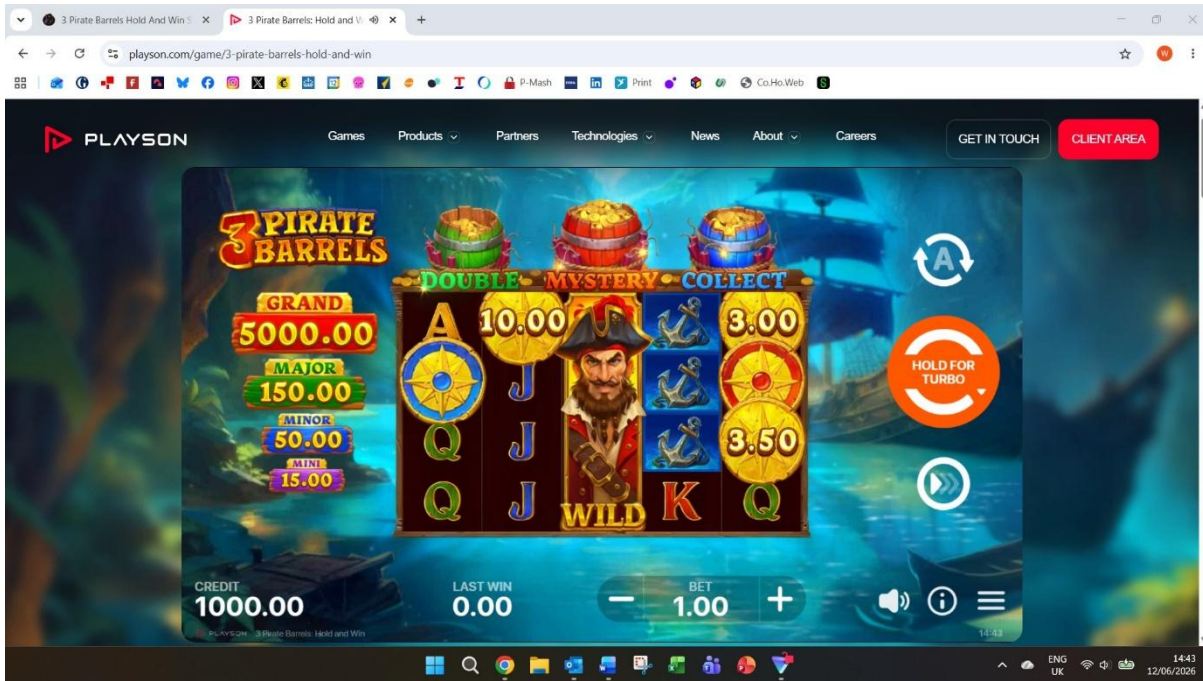 3 Pirate Barrels Hold And Win S
3 Pirate Barrels: Hold and W
playson.com/game/3-pirate-barrels-hold-and-win
W
P-Mash
Print
Co.Ho.Web
PLAYSON
Games
Products
Partners
Technologies
News
About
Careers
GET IN TOUCH
CLIENT AREA
3 PIRATE
BARRELS
DOUBLE MYSTERY COLLECT
GRAND
5000.00
MAJOR
150.00
MINOR
50.00
MINI
15.00
A 10.00 3.00
J
Q J 3.50
Q J WILD K Q
A
HOLD FOR
TURBO
CREDIT
1000.00
LAST WIN
0.00
BET
1.00
PLAYSON 3 Pirate Barrels: Hold and Win
14:43
ENG
UK
14:43
12/06/2026